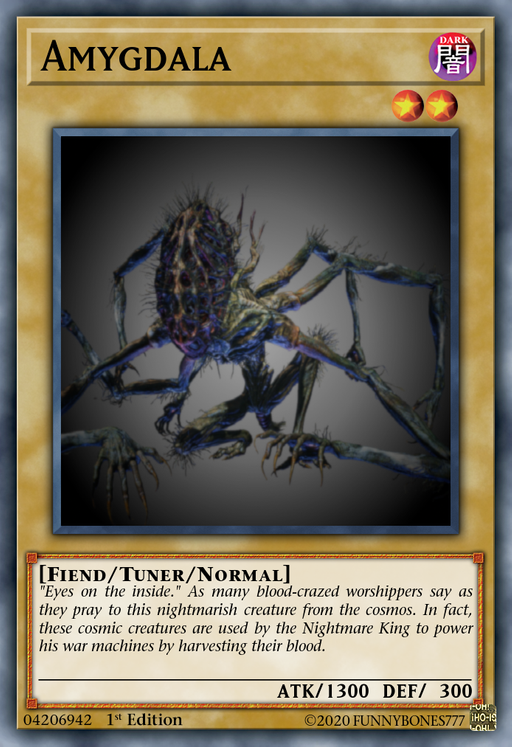 AMYGDALA
DARK
闇
[FIEND/TUNER/NORMAL]
"Eyes on the inside." As many blood-crazed worshippers say as
they pray to this nightmarish creature from the cosmos. In fact,
these cosmic creatures are used by the Nightmare King to power
his war machines by harvesting their blood.
ATK/1300 DEF/ 300
04206942 1st Edition ©2020 FUNNYBONES777